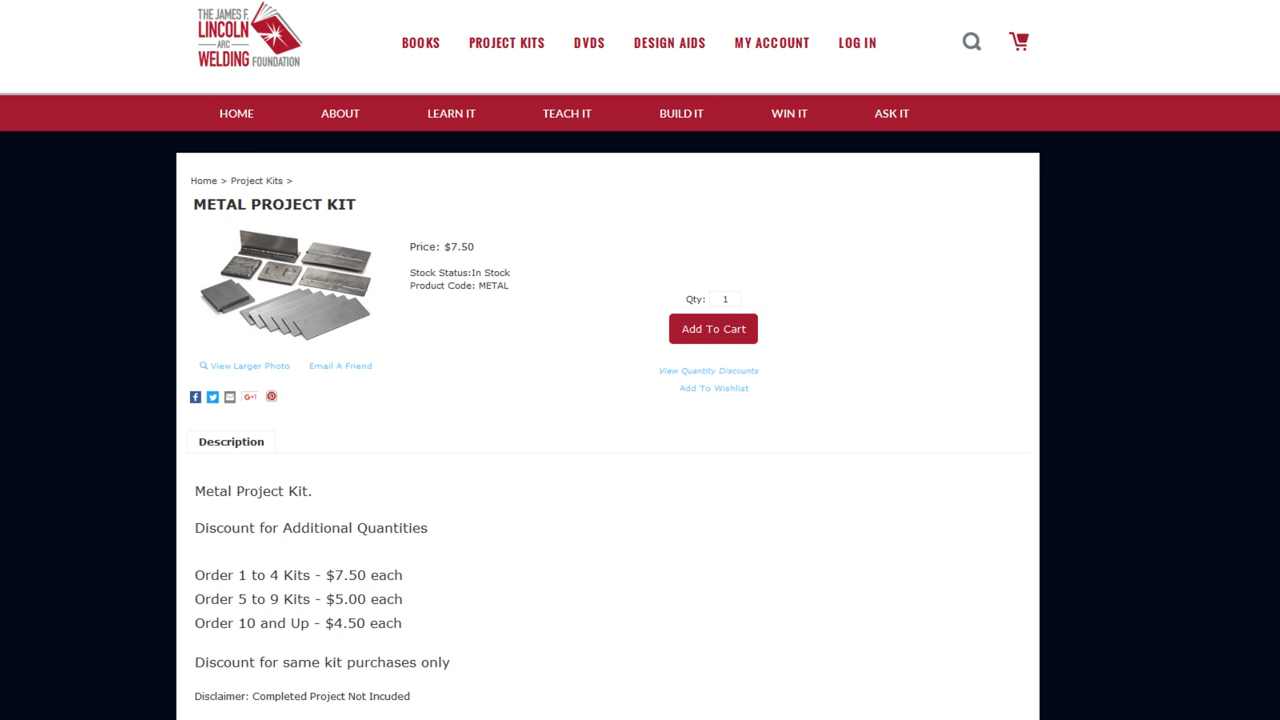 THE JAMES F.
LINCOLN
ARC
WELDING FOUNDATION
BOOKS PROJECT KITS DVDS DESIGN AIDS MY ACCOUNT LOG IN
HOME ABOUT LEARN IT TEACH IT BUILD IT WIN IT ASK IT
Home > Project Kits >
METAL PROJECT KIT
Price: $7.50
Stock Status:In Stock
Product Code: METAL
Qty: 1
Add To Cart
View Larger Photo Email A Friend
View Quantity Discounts
Add To Wishlist
G+1
Description
Metal Project Kit.
Discount for Additional Quantities
Order 1 to 4 Kits - $7.50 each
Order 5 to 9 Kits - $5.00 each
Order 10 and Up - $4.50 each
Discount for same kit purchases only
Disclaimer: Completed Project Not Incuded